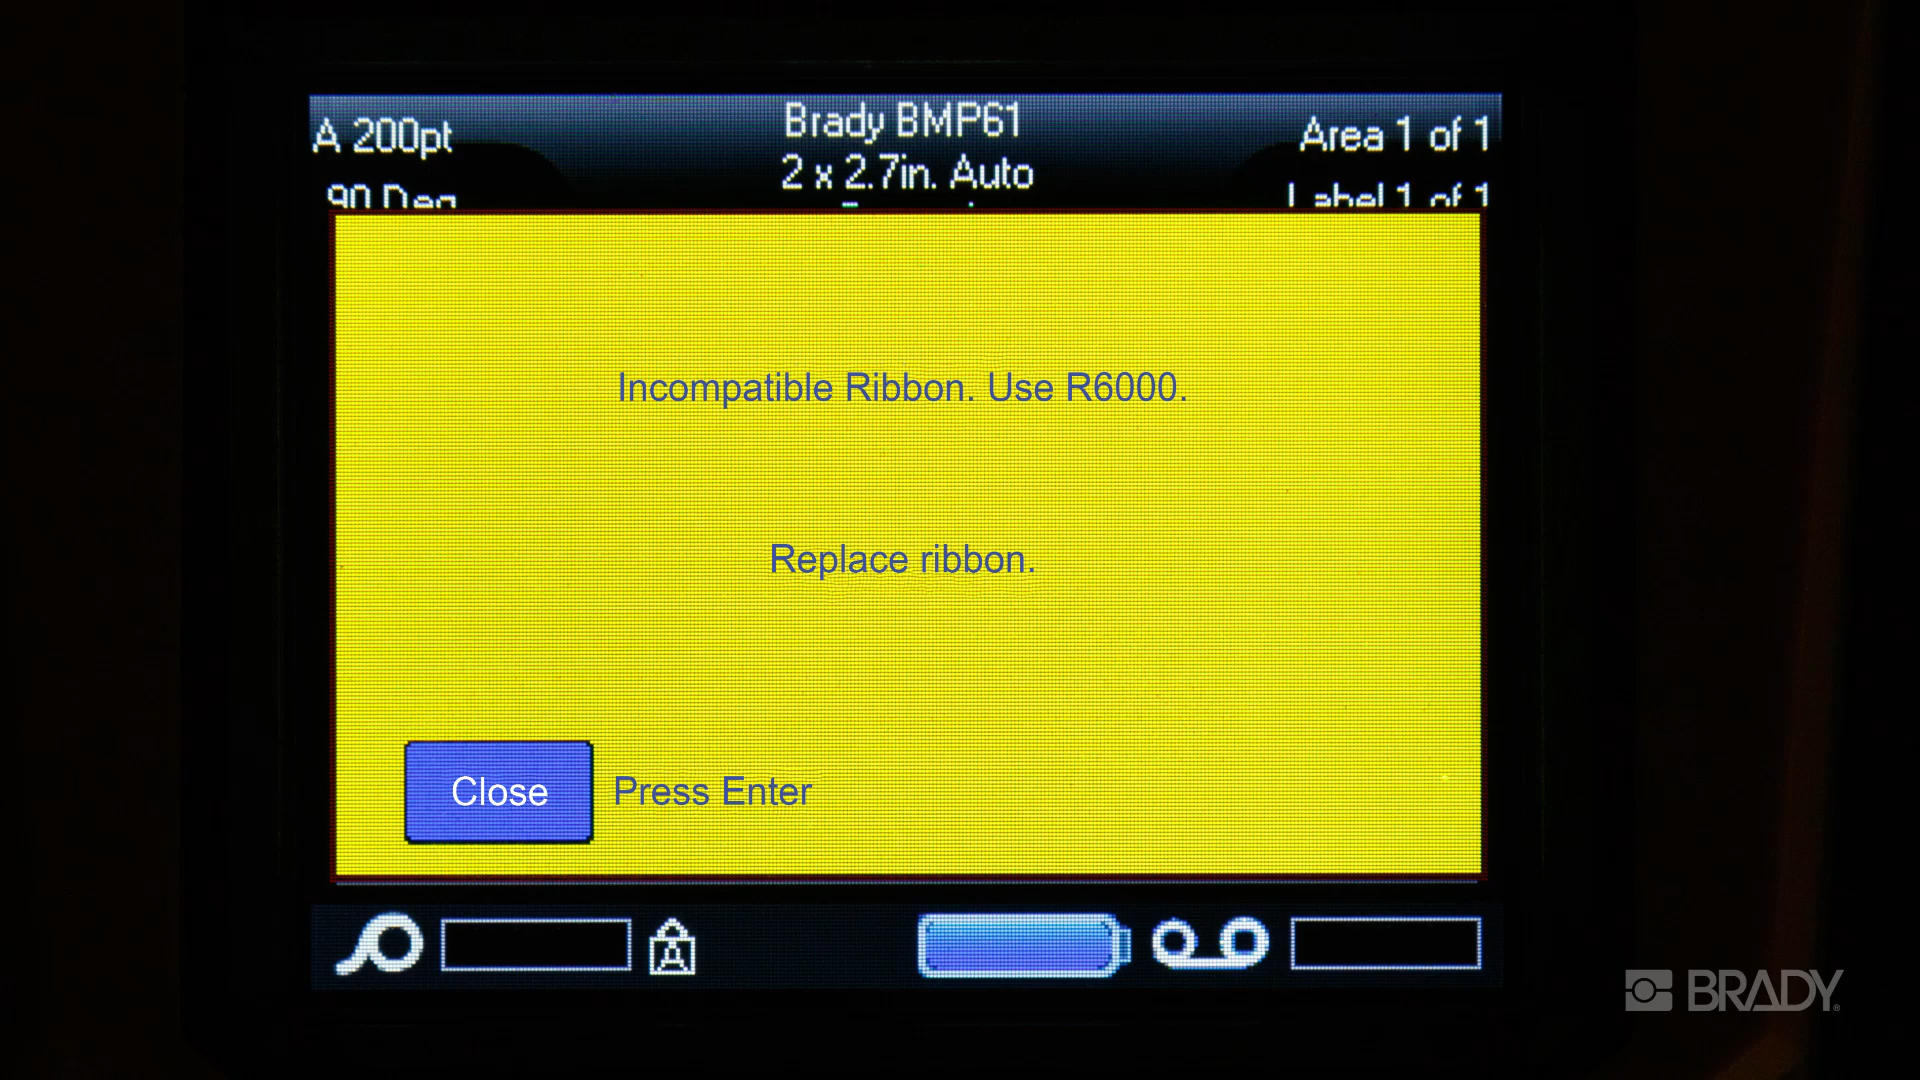 A 200pt
Brady BMP61
Area 1 of 1
2 x 2.7in. Auto
90 Deg
Label 1 of 1
Incompatible Ribbon. Use R6000.
Replace ribbon.
Close
Press Enter
A
BRADY